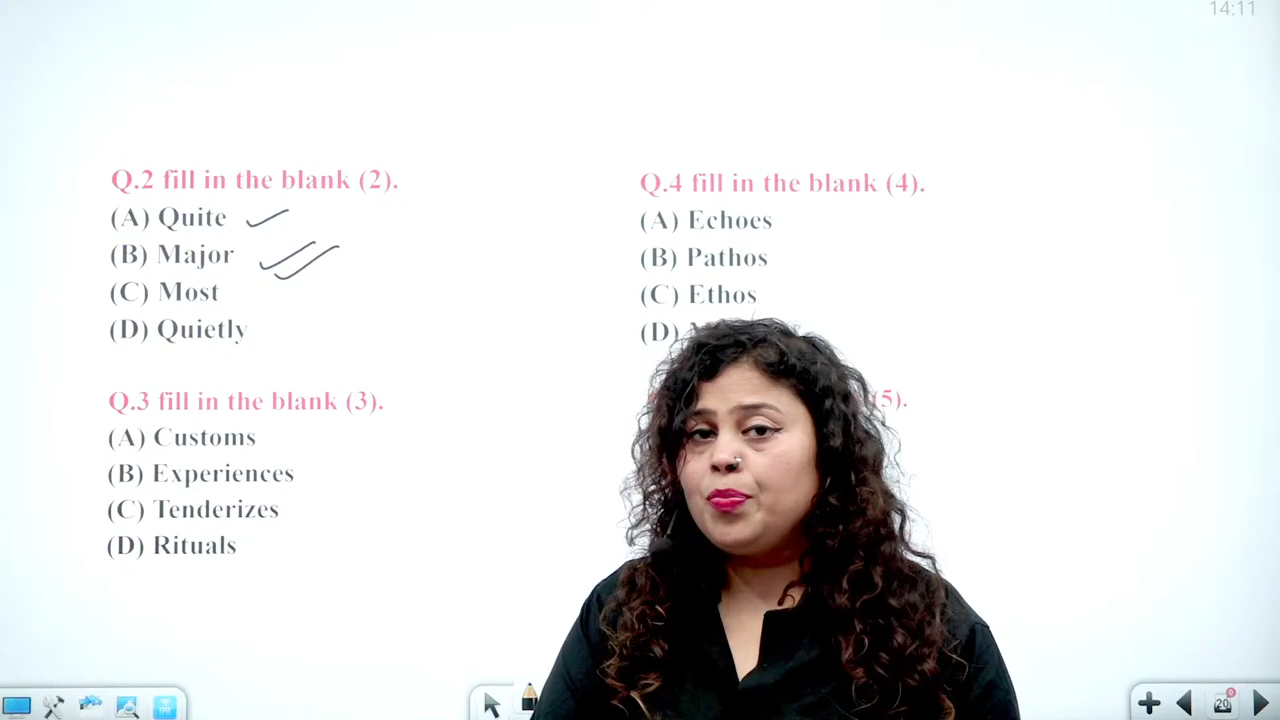 14:11
Q.2 fill in the blank (2).
(A) Quite
(B) Major
(C) Most
(D) Quietly
Q.3 fill in the blank (3).
(A) Customs
(B) Experiences
(C) Tenderizes
(D) Rituals
Q.4 fill in the blank (4).
(A) Echoes
(B) Pathos
(C) Ethos
(D)
(5).
20